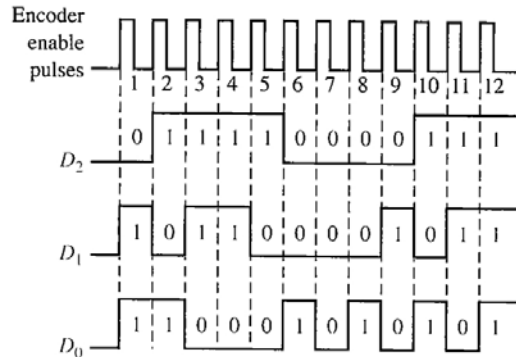 Encoder
enable
pulses
1 2 3 4 5 6 7 8 9 10 11 12
0 1 1 1 1 0 0 0 0 1 1 1
D2
1 0 1 1 0 0 0 0 1 0 1 1
D1
1 1 0 0 0 1 0 1 0 1 0 1
D0